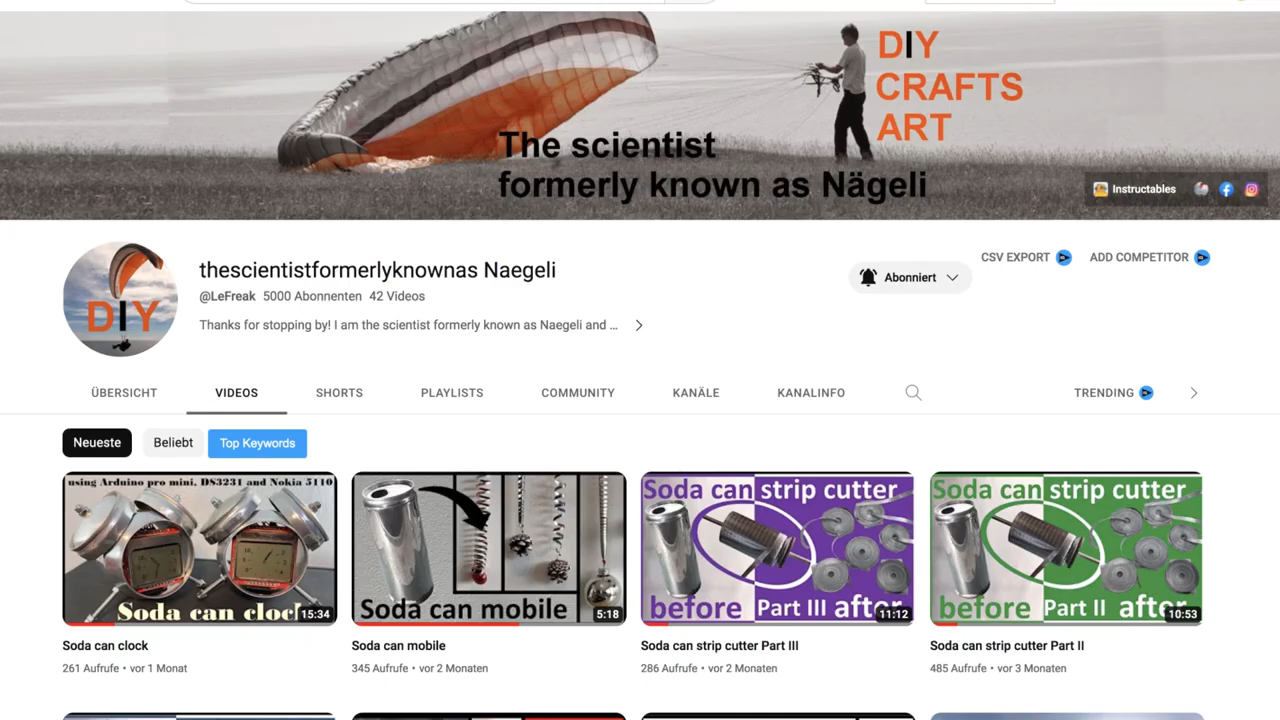 DIY
CRAFTS
ART
The scientist
formerly known as Nägeli
Instructables
DIY
thescientistformerlyknownas Naegeli
@LeFreak 5000 Abonnenten 42 Videos
Thanks for stopping by! I am the scientist formerly known as Naegeli and ...
Abonniert
CSV EXPORT
ADD COMPETITOR
ÜBERSICHT
VIDEOS
SHORTS
PLAYLISTS
COMMUNITY
KANÄLE
KANALINFO
TRENDING
Neueste
Beliebt
Top Keywords
using Arduino pro mini, DS3231 and Nokia 5110
Soda can clock
15:34
Soda can mobile
5:18
Soda can strip cutter
before Part III after
11:12
Soda can strip cutter
before Part II after
10:53
Soda can clock
261 Aufrufe • vor 1 Monat
Soda can mobile
345 Aufrufe • vor 2 Monaten
Soda can strip cutter Part III
286 Aufrufe • vor 2 Monaten
Soda can strip cutter Part II
485 Aufrufe • vor 3 Monaten